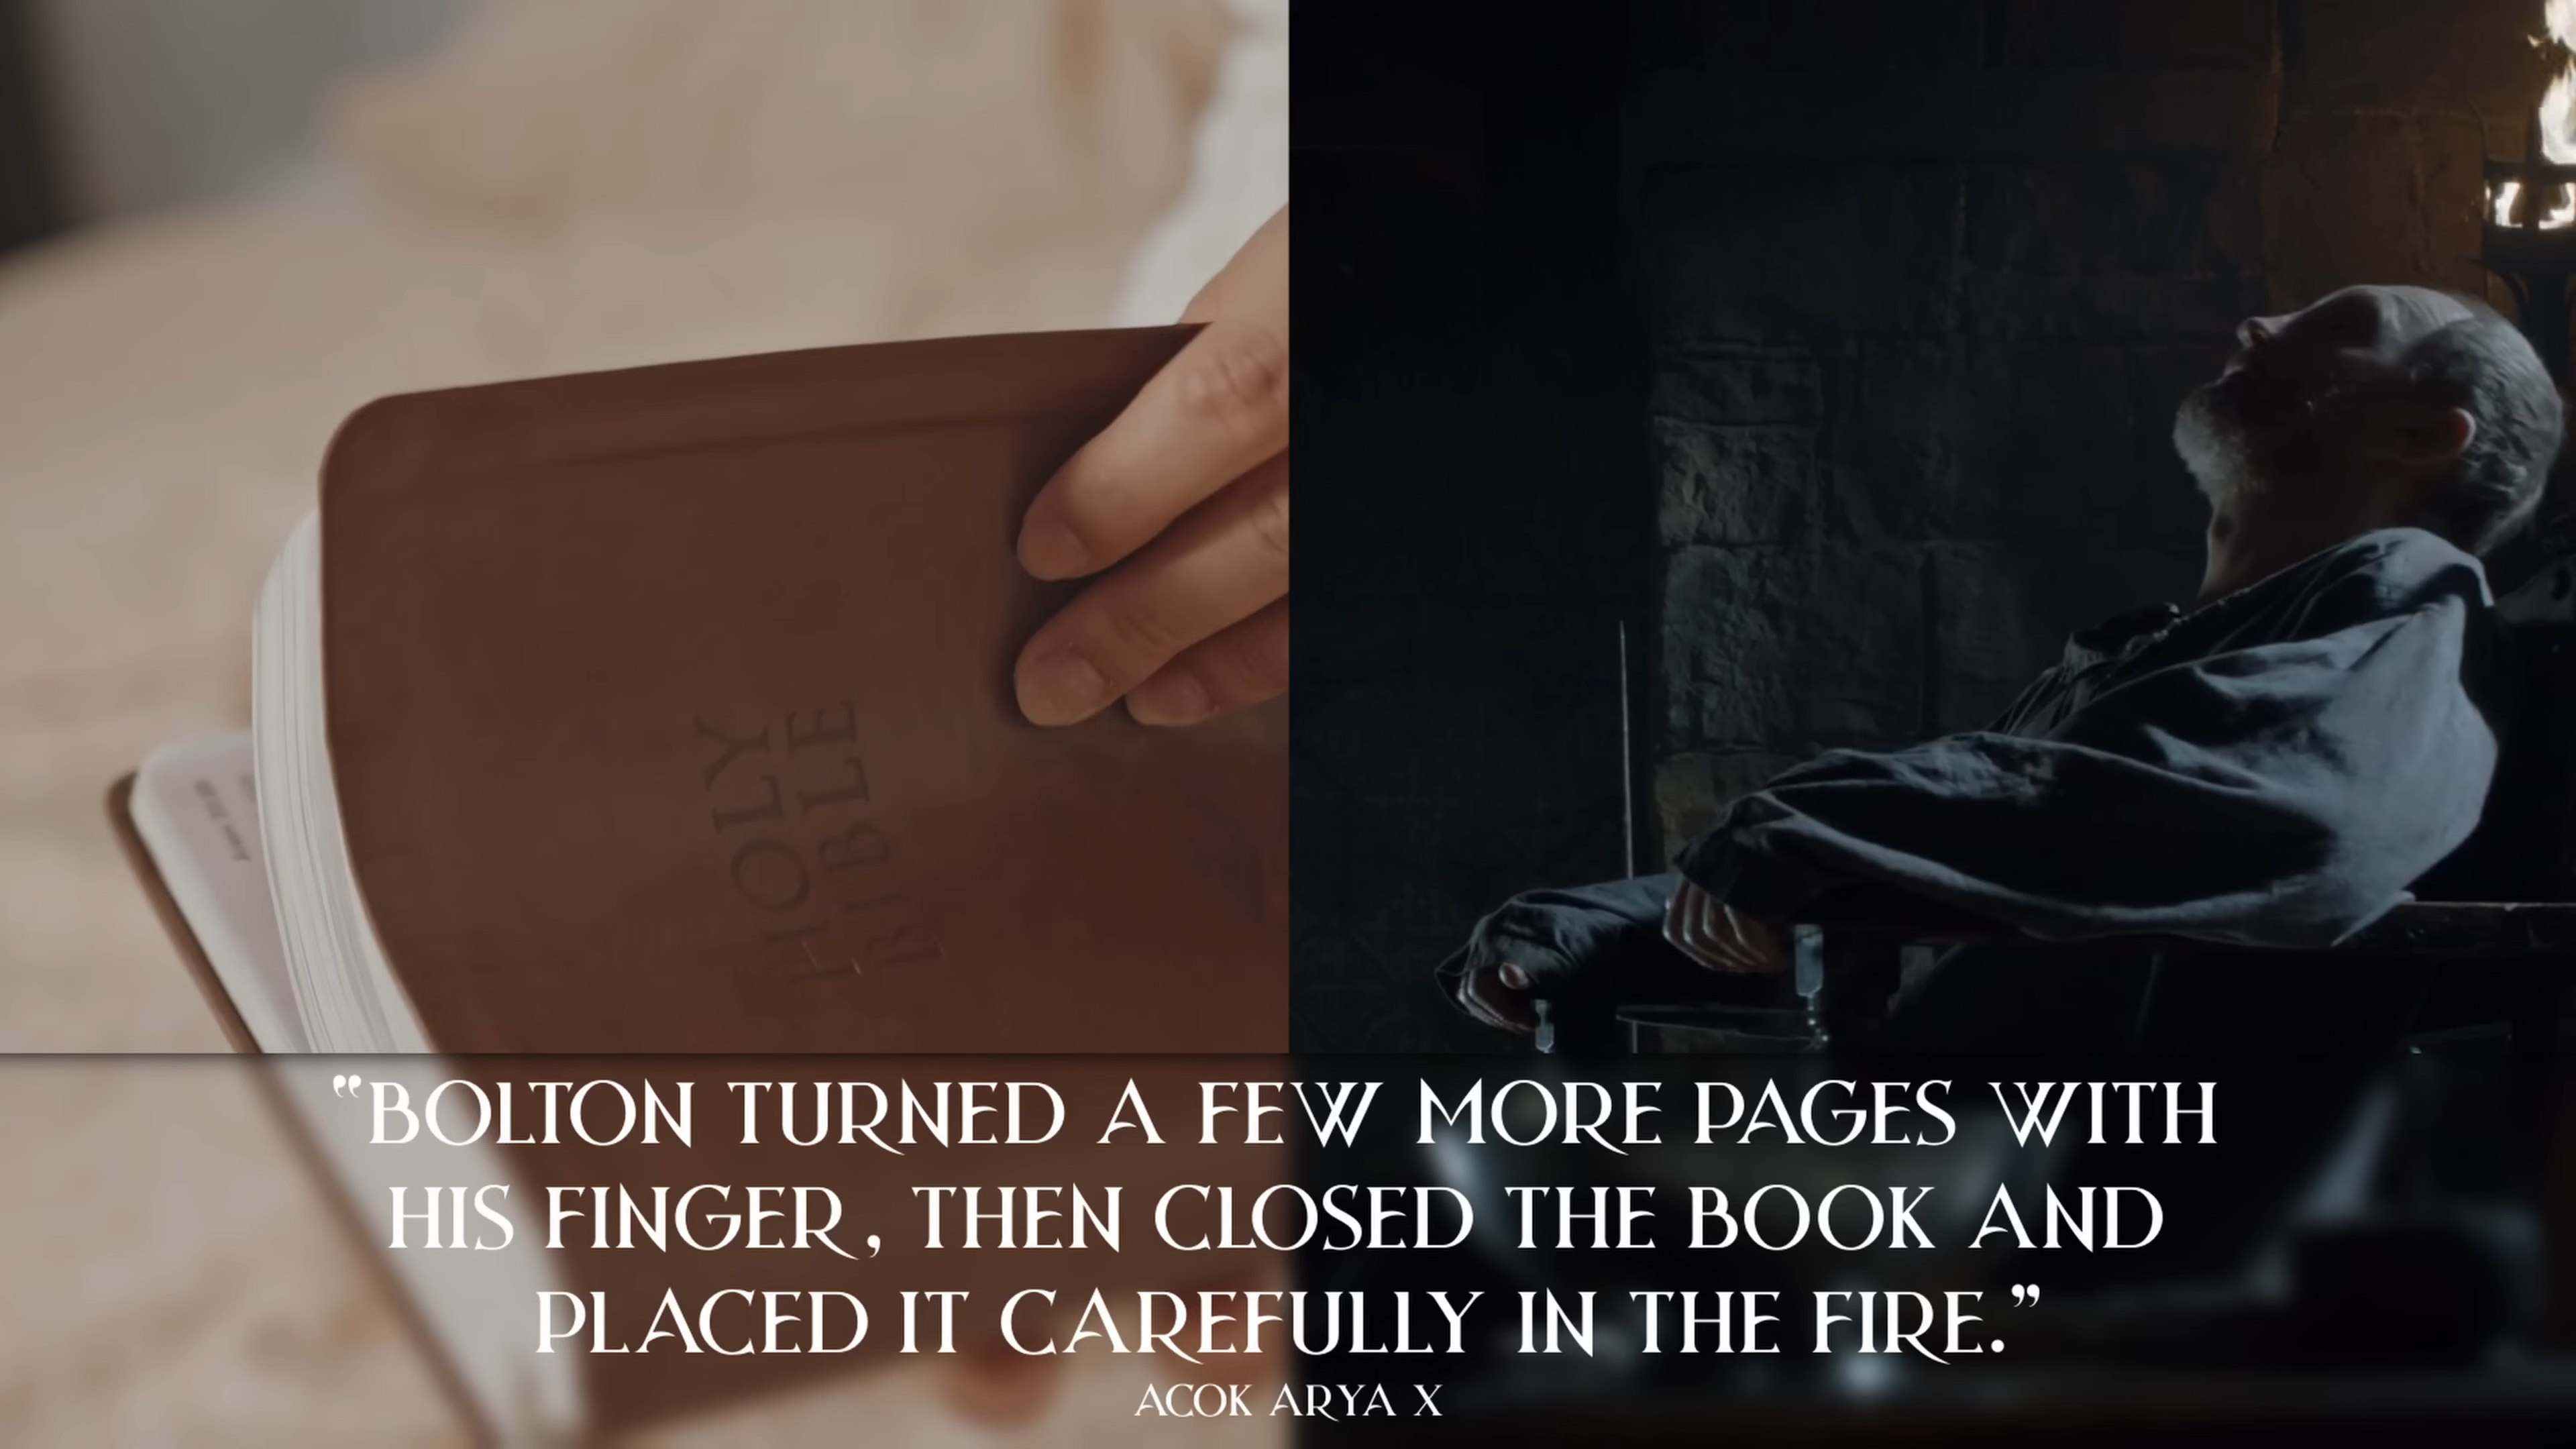 HOLY
BIBLE
“BOLTON TURNED A FEW MORE PAGES WITH
HIS FINGER, THEN CLOSED THE BOOK AND
PLACED IT CAREFULLY IN THE FIRE.”
ACOK ARYA X